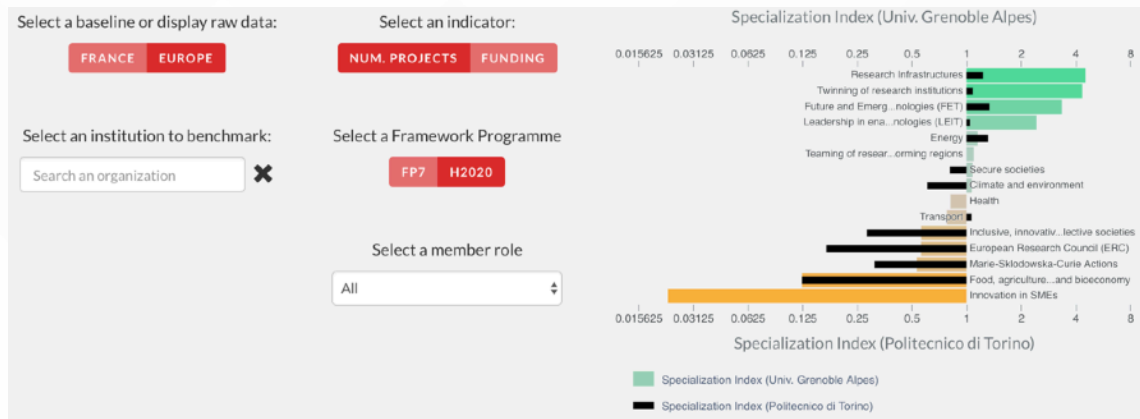 Select a baseline or display raw data:
FRANCE EUROPE
Select an indicator:
NUM. PROJECTS FUNDING
Select an institution to benchmark:
Search an organization
Select a Framework Programme
FP7 H2020
Select a member role
All
Specialization Index (Univ. Grenoble Alpes)
0.015625 0.03125 0.0625 0.125 0.25 0.5 1 2 4 8
Research Infrastructures
Twinning of research institutions
Future and Emerg...nologies (FET)
Leadership in ena...nologies (LEIT)
Energy
Teaming of resear...orming regions
Secure societies
Climate and environment
Health
Transport
Inclusive, innovativ...lective societies
European Research Council (ERC)
Marie-Sklodowska-Curie Actions
Food, agriculture...and bioeconomy
Innovation in SMEs
0.015625 0.03125 0.0625 0.125 0.25 0.5 1 2 4 8
Specialization Index (Politecnico di Torino)
Specialization Index (Univ. Grenoble Alpes)
Specialization Index (Politecnico di Torino)